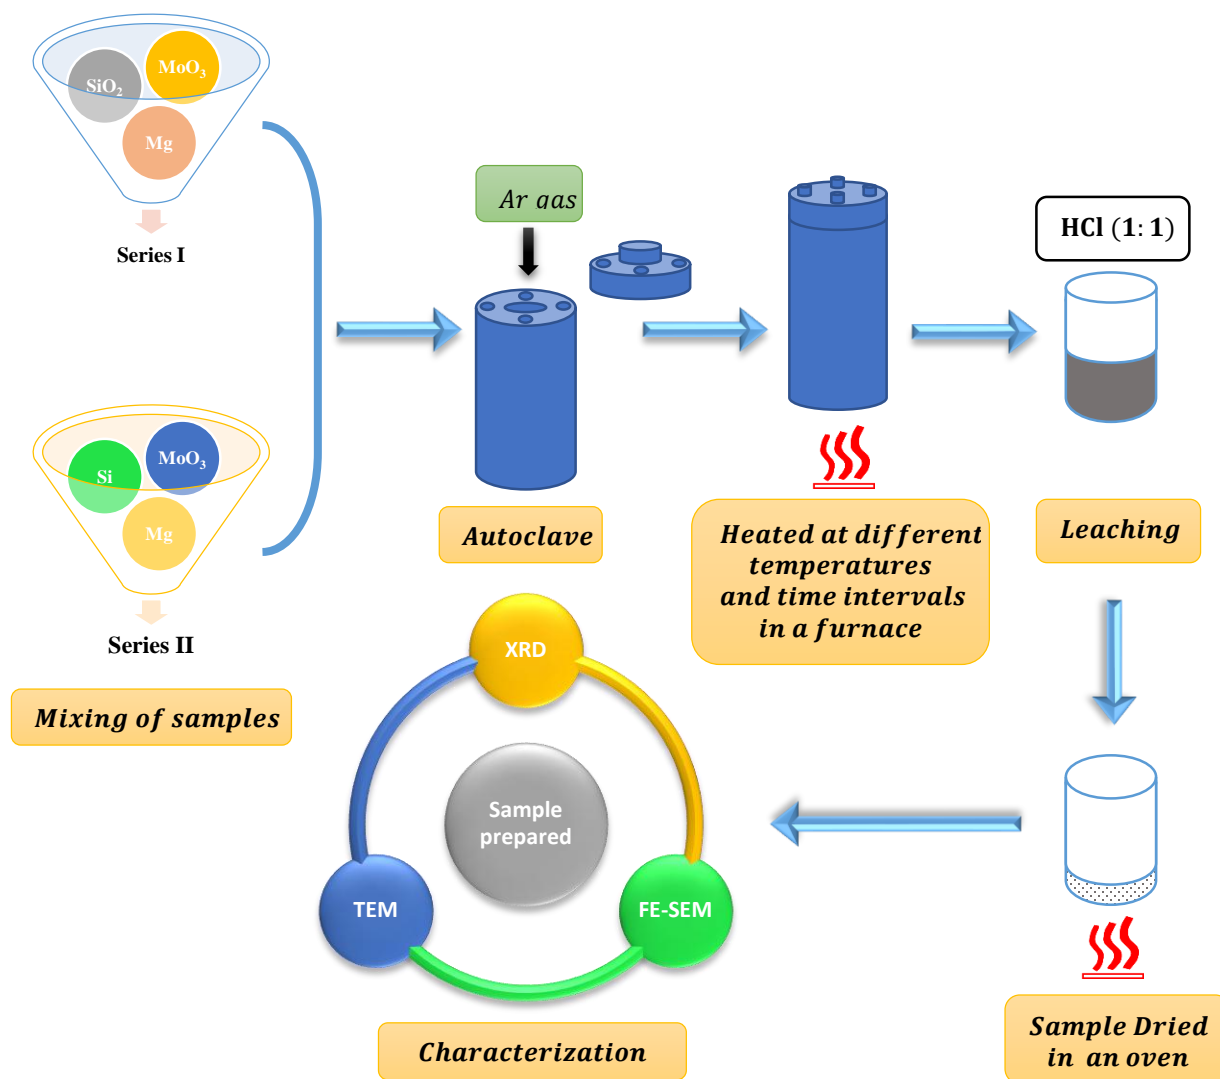 SiO₂
MoO₃
Mg
Series I
Si
MoO₃
Mg
Series II
Mixing of samples
Ar gas
Autoclave
Heated at different
temperatures
and time intervals
in a furnace
HCl (1: 1)
Leaching
Sample Dried
in an oven
XRD
Sample
prepared
TEM
FE-SEM
Characterization